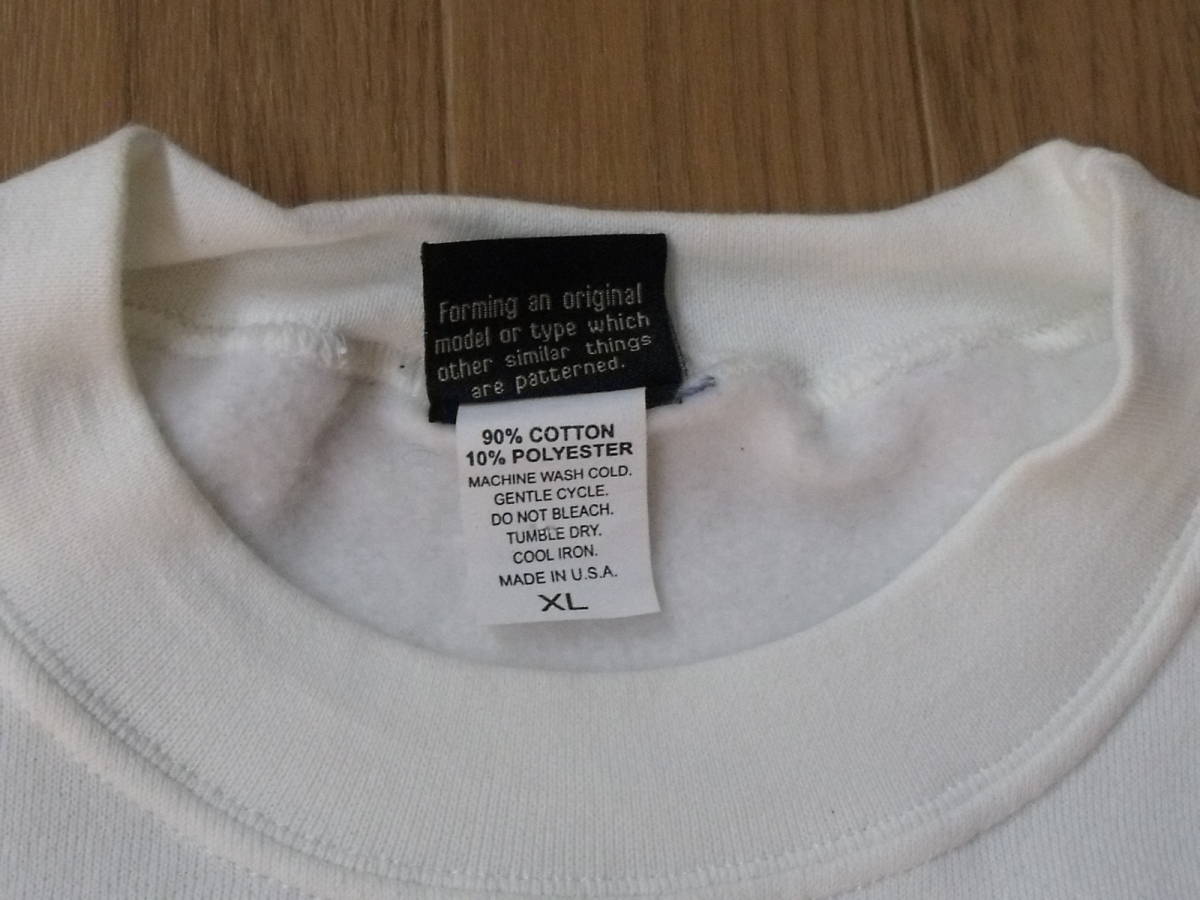 Forming an original
model or type which
other similar things
are patterned.
90% COTTON
10% POLYESTER
MACHINE WASH COLD.
GENTLE CYCLE.
DO NOT BLEACH.
TUMBLE DRY.
COOL IRON.
MADE IN U.S.A.
XL